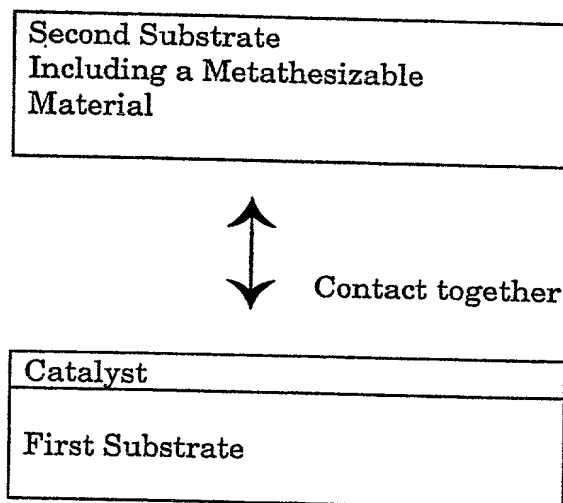 Second Substrate
Including a Metathesizable
Material
Contact together
Catalyst
First Substrate